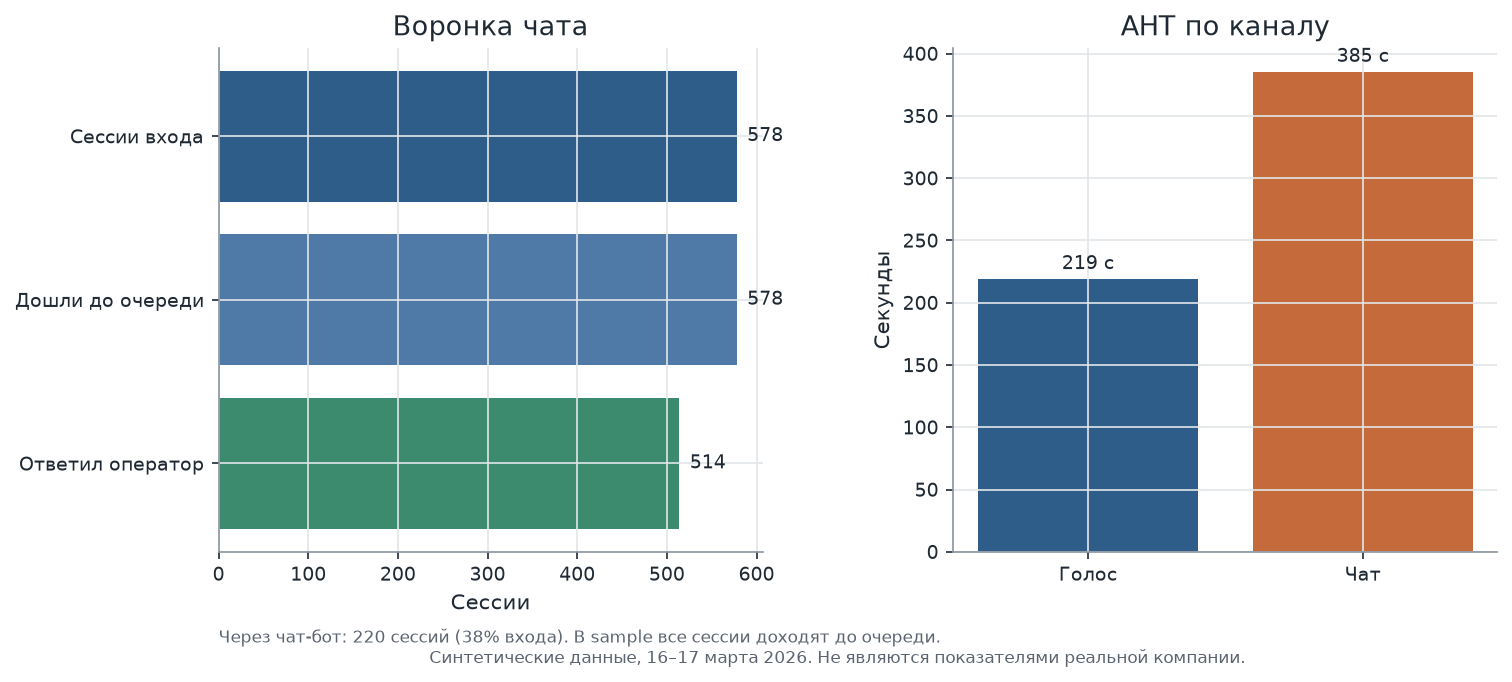 Воронка чата
Сессии входа
578
Дошли до очереди
578
Ответил оператор
514
0 100 200 300 400 500 600
Сессии
AHT по каналу
Секунды
400
350
300
250
200
150
100
50
0
219 с
385 с
Голос Чат
Через чат-бот: 220 сессий (38% входа). В sample все сессии доходят до очереди.
Синтетические данные, 16–17 марта 2026. Не являются показателями реальной компании.